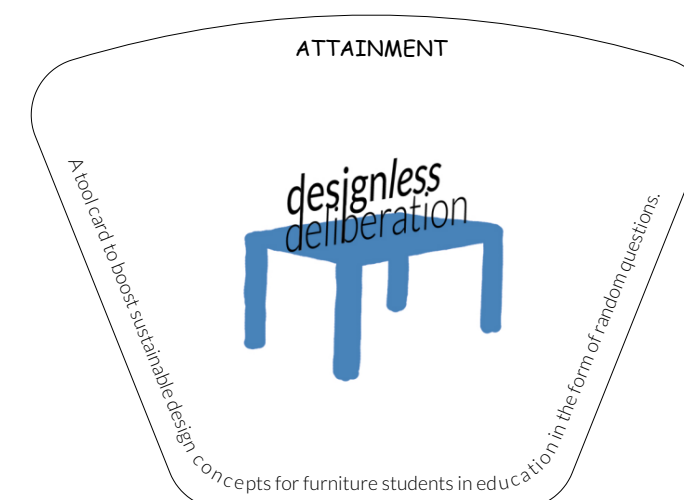 ATTAINMENT
designless
deliberation
A tool card to boost sustainable design concepts for furniture students in education in the form of random questions.